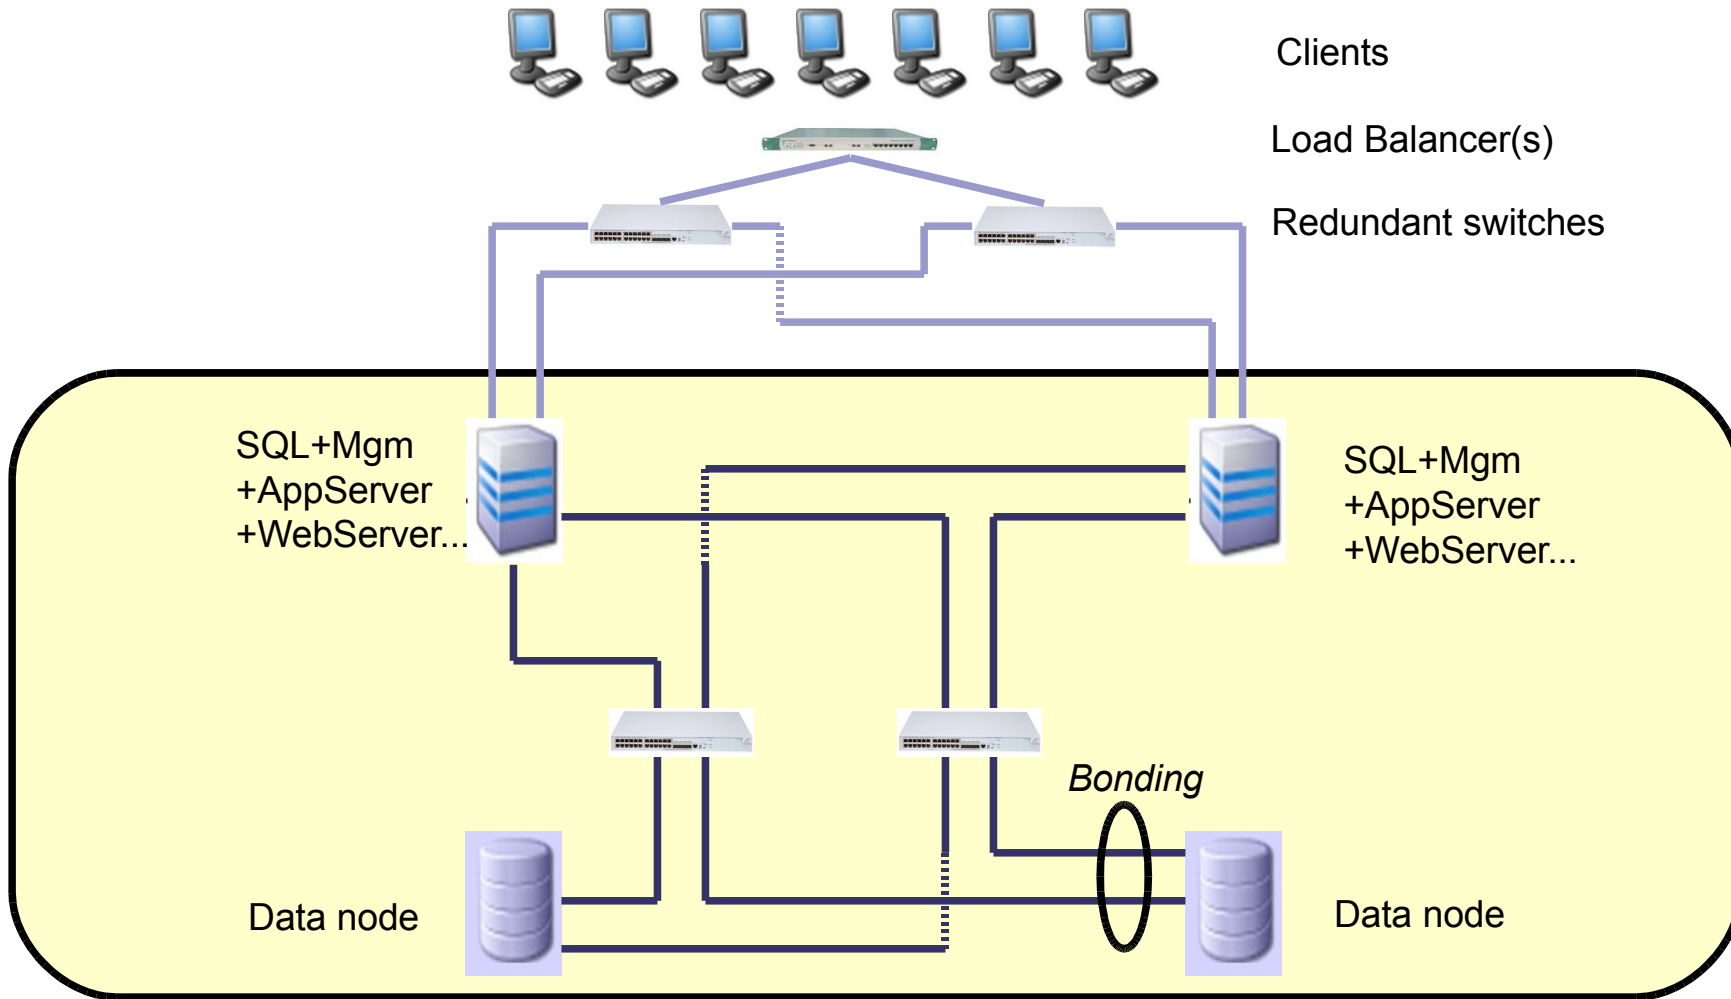 Clients
Load Balancer(s)
Redundant switches
SQL+Mgm
+AppServer
+WebServer...
SQL+Mgm
+AppServer
+WebServer...
Bonding
Data node
Data node